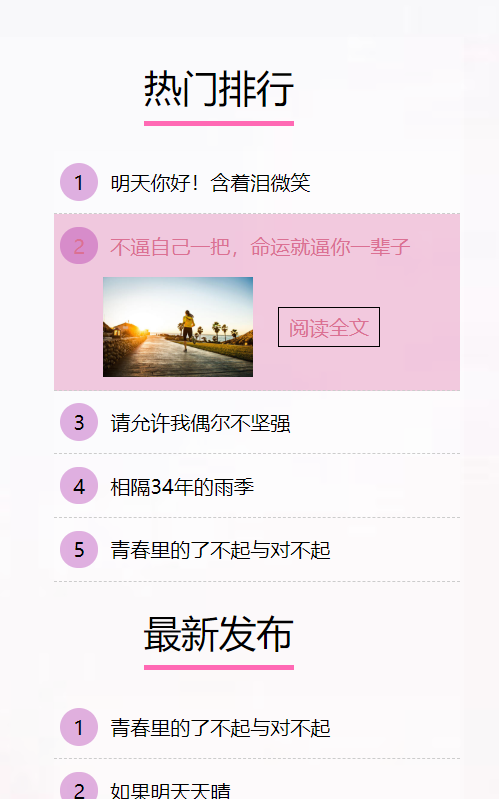 热门排行
1 明天你好！含着泪微笑
2 不逼自己一把，命运就逼你一辈子
阅读全文
3 请允许我偶尔不坚强
4 相隔34年的雨季
5 青春里的了不起与对不起
最新发布
1 青春里的了不起与对不起
2 如果明天天晴